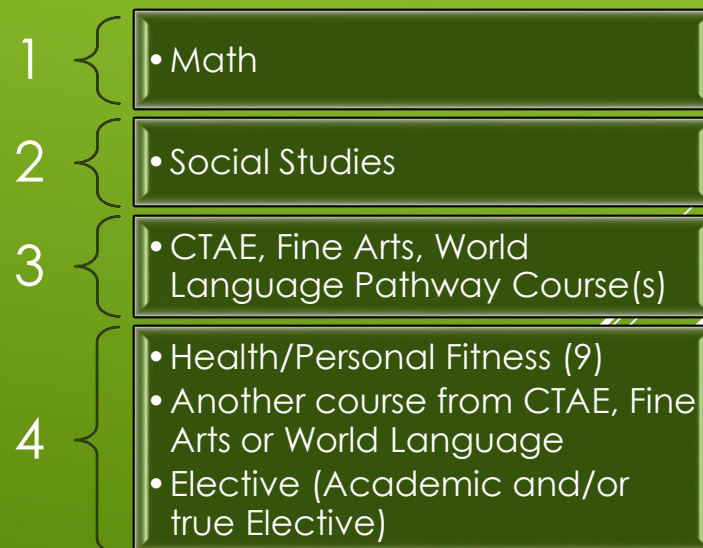 1
• Math
2
• Social Studies
3
• CTAE, Fine Arts, World
Language Pathway Course(s)
4
• Health/Personal Fitness (9)
• Another course from CTAE, Fine
Arts or World Language
• Elective (Academic and/or
true Elective)